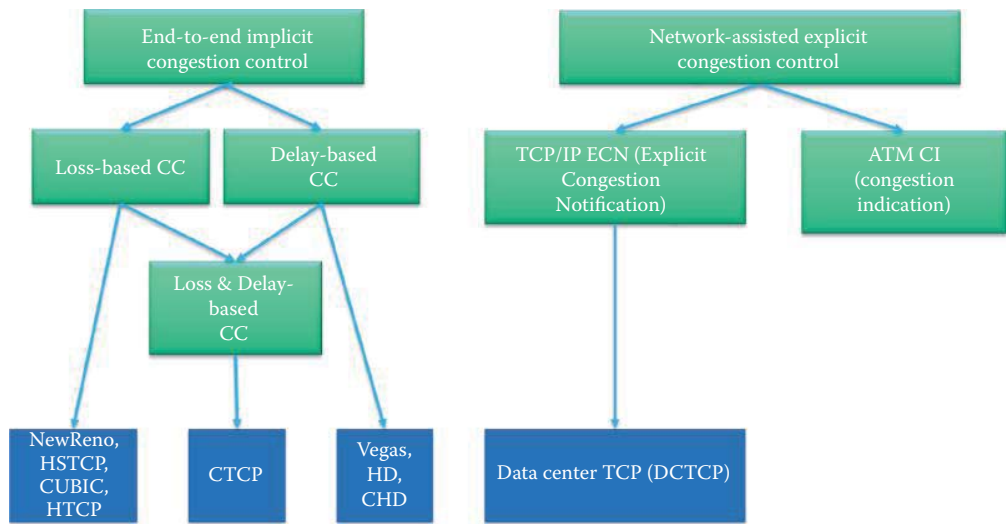 End-to-end implicit
congestion control
Network-assisted explicit
congestion control
Loss-based CC
Delay-based
CC
TCP/IP ECN (Explicit
Congestion
Notification)
ATM CI
(congestion
indication)
Loss & Delay-
based
CC
NewReno,
HSTCP,
CUBIC,
HTCP
CTCP
Vegas,
HD,
CHD
Data center TCP (DCTCP)